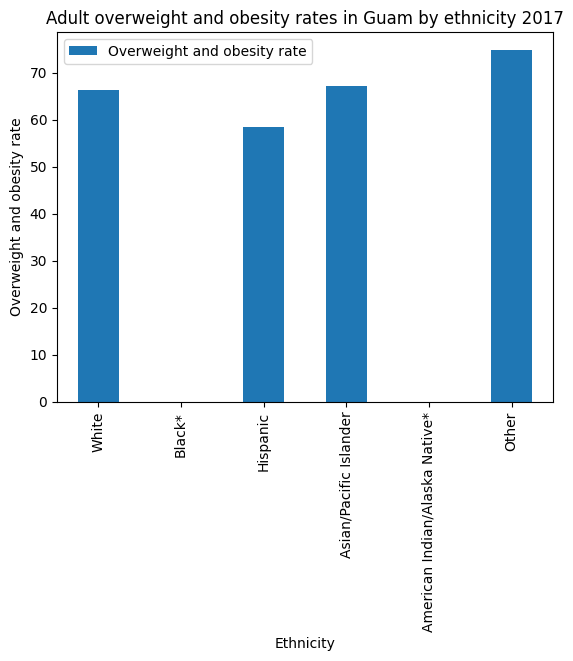 Adult overweight and obesity rates in Guam by ethnicity 2017
Overweight and obesity rate
Overweight and obesity rate
70
60
50
40
30
20
10
0
White
Black*
Hispanic
Asian/Pacific Islander
American Indian/Alaska Native*
Other
Ethnicity